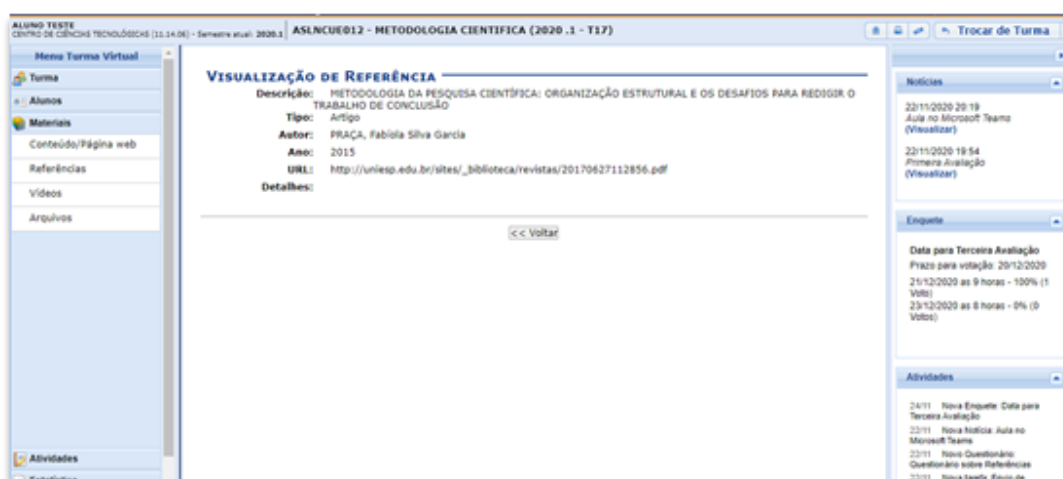 ALUNO TESTE
CENTRO DE CIÊNCIAS TECNOLÓGICAS (11.14.06) - Semestre atual: 2020.1
ASLNCUE012 - METODOLOGIA CIENTIFICA (2020 .1 - T17)
Trocar de Turma
Menu Turma Virtual
Turma
Alunos
Materiais
Conteúdo/Página web
Referências
Vídeos
Arquivos
Atividades
VISUALIZAÇÃO DE REFERÊNCIA
Descrição: METODOLOGIA DA PESQUISA CIENTÍFICA: ORGANIZAÇÃO ESTRUTURAL E OS DESAFIOS PARA REDIGIR O
TRABALHO DE CONCLUSÃO
Tipo: Artigo
Autor: PRAÇA, Fabíola Silva Garcia
Ano: 2015
URL: http://uniesp.edu.br/sites/_biblioteca/revistas/20170627112856.pdf
Detalhes:
<< Voltar
Notícias
22/11/2020 20:19
Aula no Microsoft Teams
(Visualizar)
22/11/2020 19:54
Primeira Avaliação
(Visualizar)
Enquete
Data para Terceira Avaliação
Prazo para votação: 20/12/2020
21/12/2020 as 9 horas - 100% (1
Voto)
23/12/2020 as 8 horas - 0% (0
Votos)
Atividades
24/11 Nova Enquete: Data para
Terceira Avaliação
22/11 Nova Notícia: Aula no
Microsoft Teams
22/11 Novo Questionário:
Questionário sobre Referências
22/11 Nova tarefa: Envio de